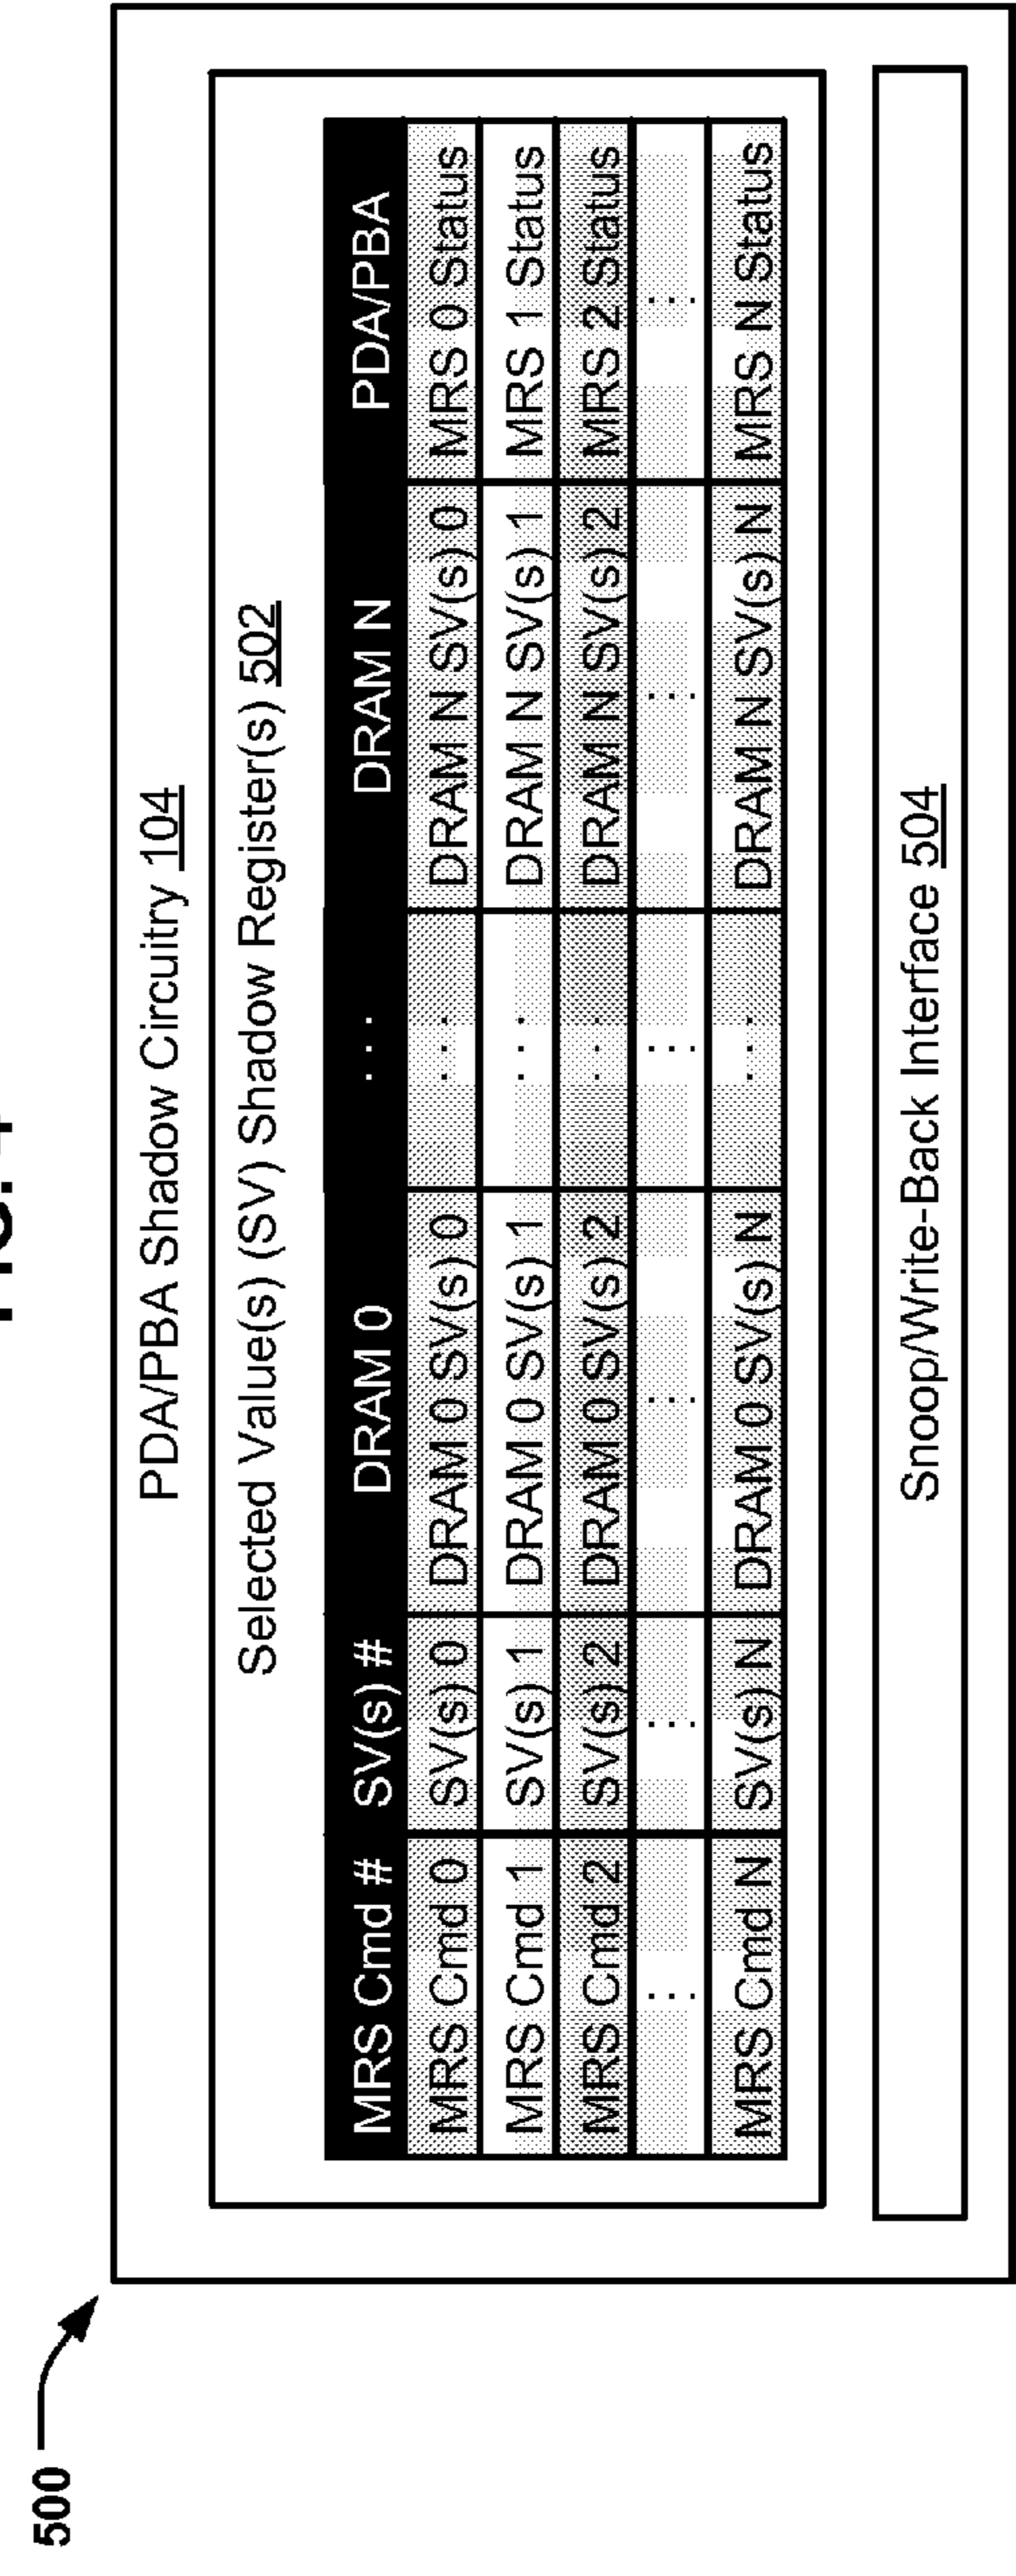 500
PDA/PBA Shadow Circuitry 104
Selected Value(s) (SV) Shadow Register(s) 502
MRS Cmd # SV(s) # DRAM 0 ... DRAM N PDA/PBA
MRS Cmd 0 SV(s) 0 DRAM 0 SV(s) 0 ... DRAM N SV(s) 0 MRS 0 Status
MRS Cmd 1 SV(s) 1 DRAM 0 SV(s) 1 ... DRAM N SV(s) 1 MRS 1 Status
MRS Cmd 2 SV(s) 2 DRAM 0 SV(s) 2 ... DRAM N SV(s) 2 MRS 2 Status
... ... ... ... ... ...
MRS Cmd N SV(s) N DRAM 0 SV(s) N ... DRAM N SV(s) N MRS N Status
Snoop/Write-Back Interface 504